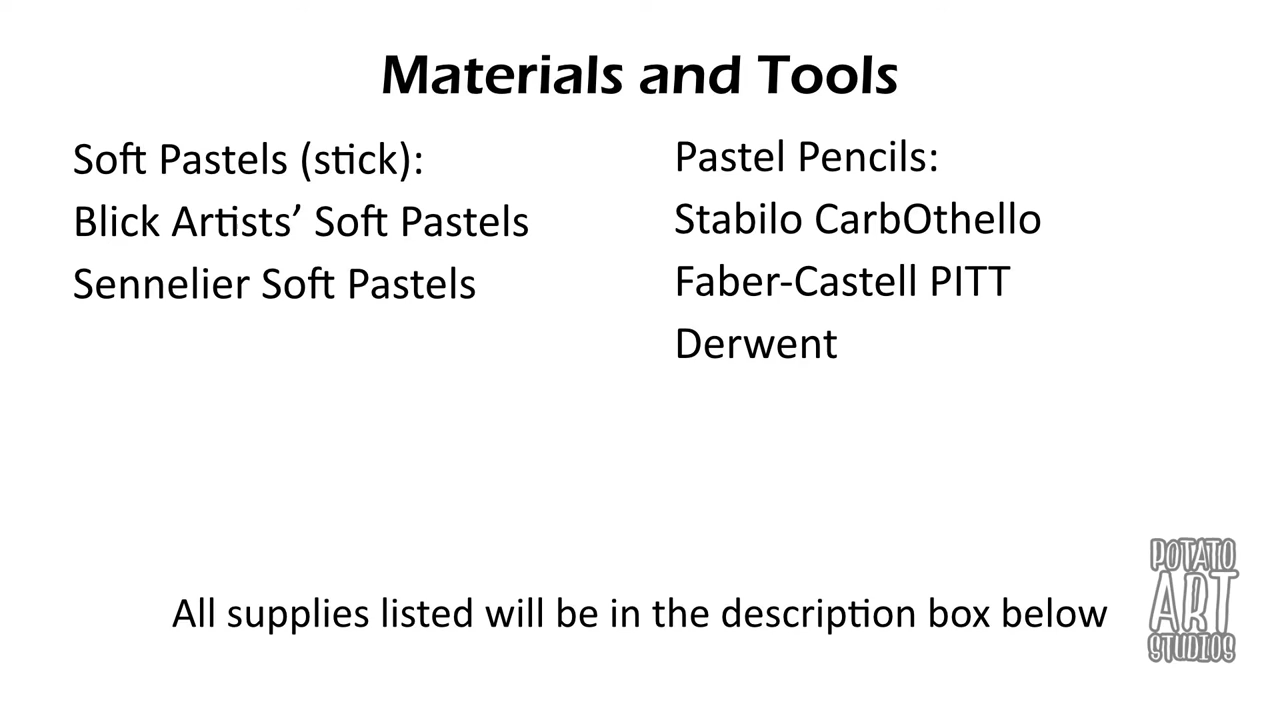 Materials and Tools
Soft Pastels (stick):
Blick Artists’ Soft Pastels
Sennelier Soft Pastels
Pastel Pencils:
Stabilo CarbOthello
Faber-Castell PITT
Derwent
All supplies listed will be in the description box below
POTATO
ART
STUDIOS